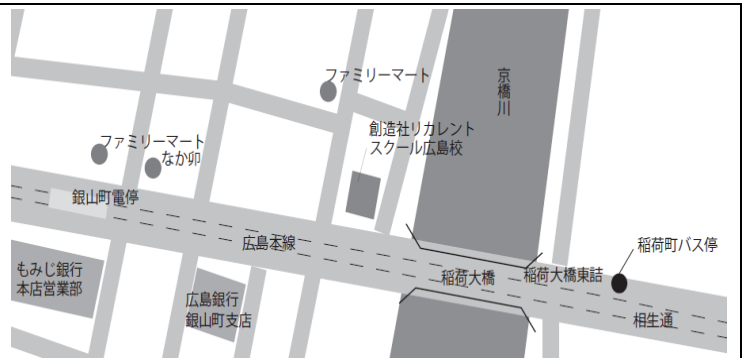 ファミリーマート
京橋川
創造社リカレント
スクール広島校
ファミリーマート
なか卯
銀山町電停
広島本線
稲荷町バス停
もみじ銀行
本店営業部
稲荷大橋
稲荷大橋東詰
広島銀行
銀山町支店
相生通